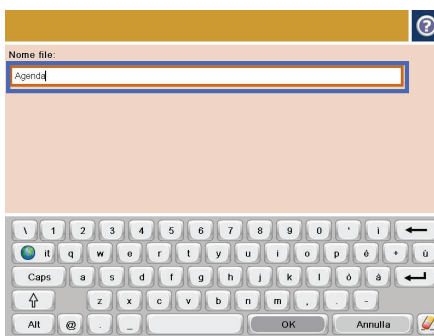 ?
Nome file:
Agenda
\ 1 2 3 4 5 6 7 8 9 0 ' ì
it q w e r t y u i o p é + ù
Caps a s d f g h j k l ò à
z x c v b n m , . -
Alt @ . _ OK Annulla